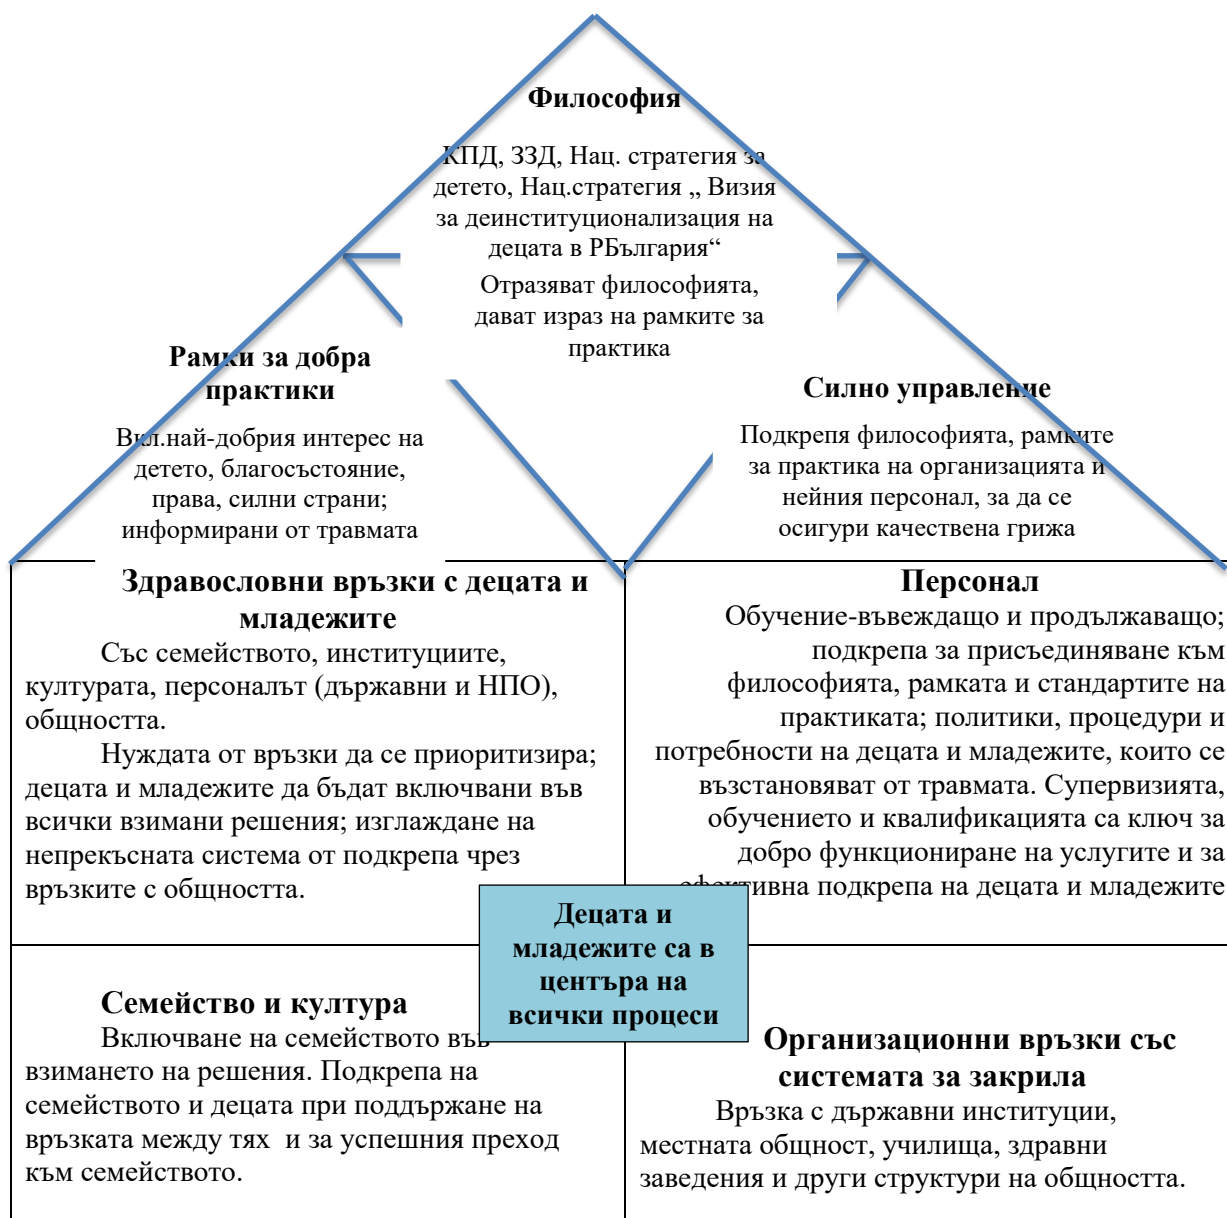 Философия
КПД, ЗЗД, Нац. стратегия за
детето, Нац.стратегия „ Визия
за деинституционализация на
децата в РБългария“
Отразяват философията,
дават израз на рамките за
практика
Рамки за добра
практики
Вкл.най-добрия интерес на
детето, благосъстояние,
права, силни страни;
информирани от травмата
Силно управление
Подкрепя философията, рамките
за практика на организацията и
нейния персонал, за да се
осигури качествена грижа
Здравословни връзки с децата и
младежите
Със семейството, институциите,
културата, персоналът (държавни и НПО),
общността.
Нуждата от връзки да се приоритизира;
децата и младежите да бъдат включвани във
всички взимани решения; изглаждане на
непрекъсната система от подкрепа чрез
връзките с общността.
Персонал
Обучение-въвеждащо и продължаващо;
подкрепа за присъединяване към
философията, рамката и стандартите на
практиката; политики, процедури и
потребности на децата и младежите, които се
възстановяват от травмата. Супервизията,
обучението и квалификацията са ключ за
добро функциониране на услугите и за
ефективна подкрепа на децата и младежите
Децата и
младежите са в
центъра на
всички процеси
Семейство и култура
Включване на семейството във
взимането на решения. Подкрепа на
семейството и децата при поддържане на
връзката между тях и за успешния преход
към семейството.
Организационни връзки със
системата за закрила
Връзка с държавни институции,
местната общност, училища, здравни
заведения и други структури на общността.